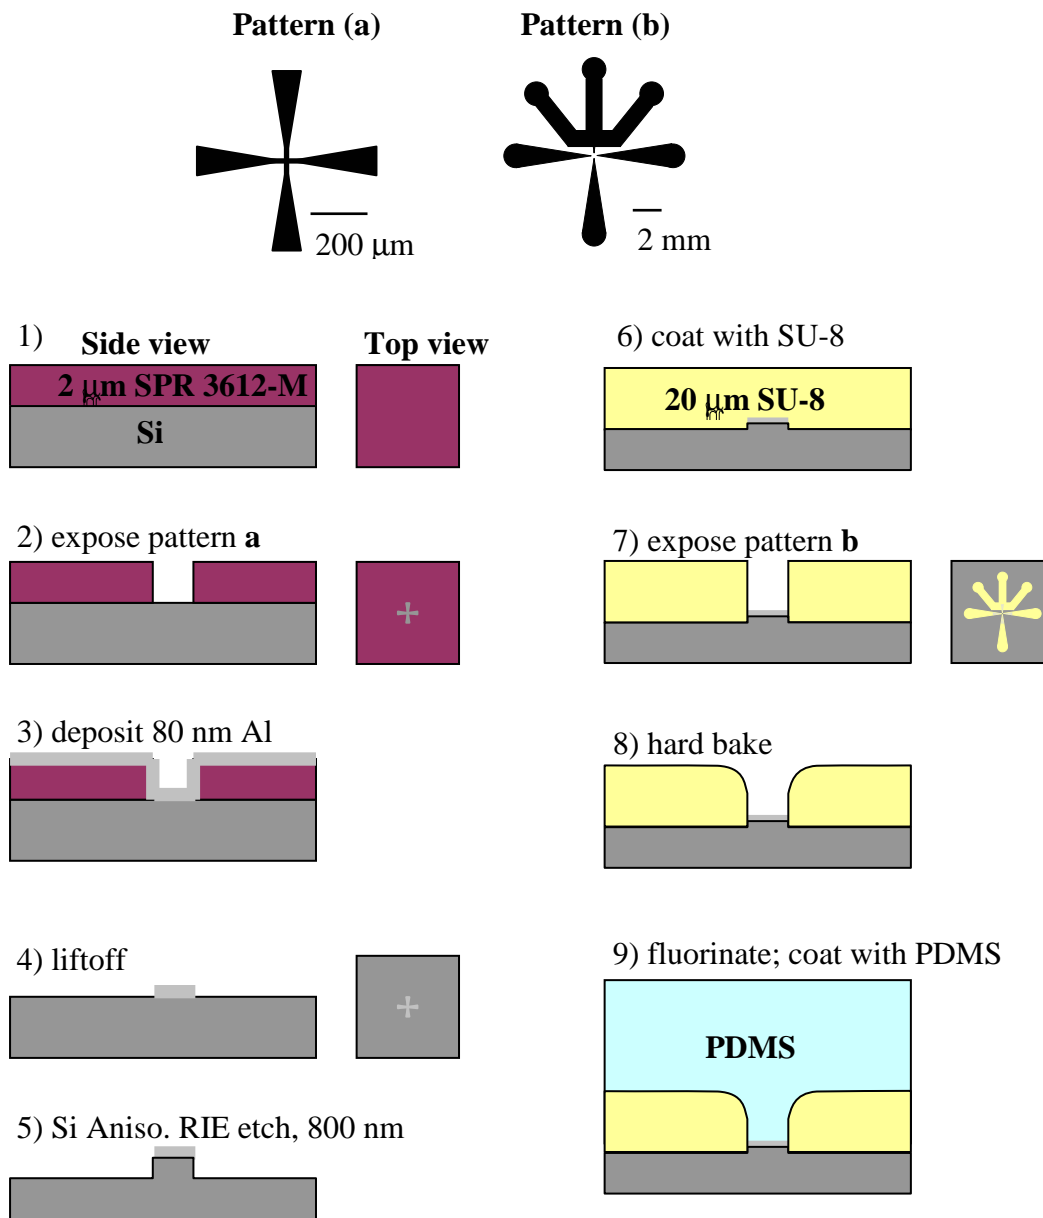 Pattern (a)
Pattern (b)
200 μm
2 mm
1)
Side view
Top view
2 μm SPR 3612-M
Si
2) expose pattern a
3) deposit 80 nm Al
4) liftoff
5) Si Aniso. RIE etch, 800 nm
6) coat with SU-8
20 μm SU-8
7) expose pattern b
8) hard bake
9) fluorinate; coat with PDMS
PDMS